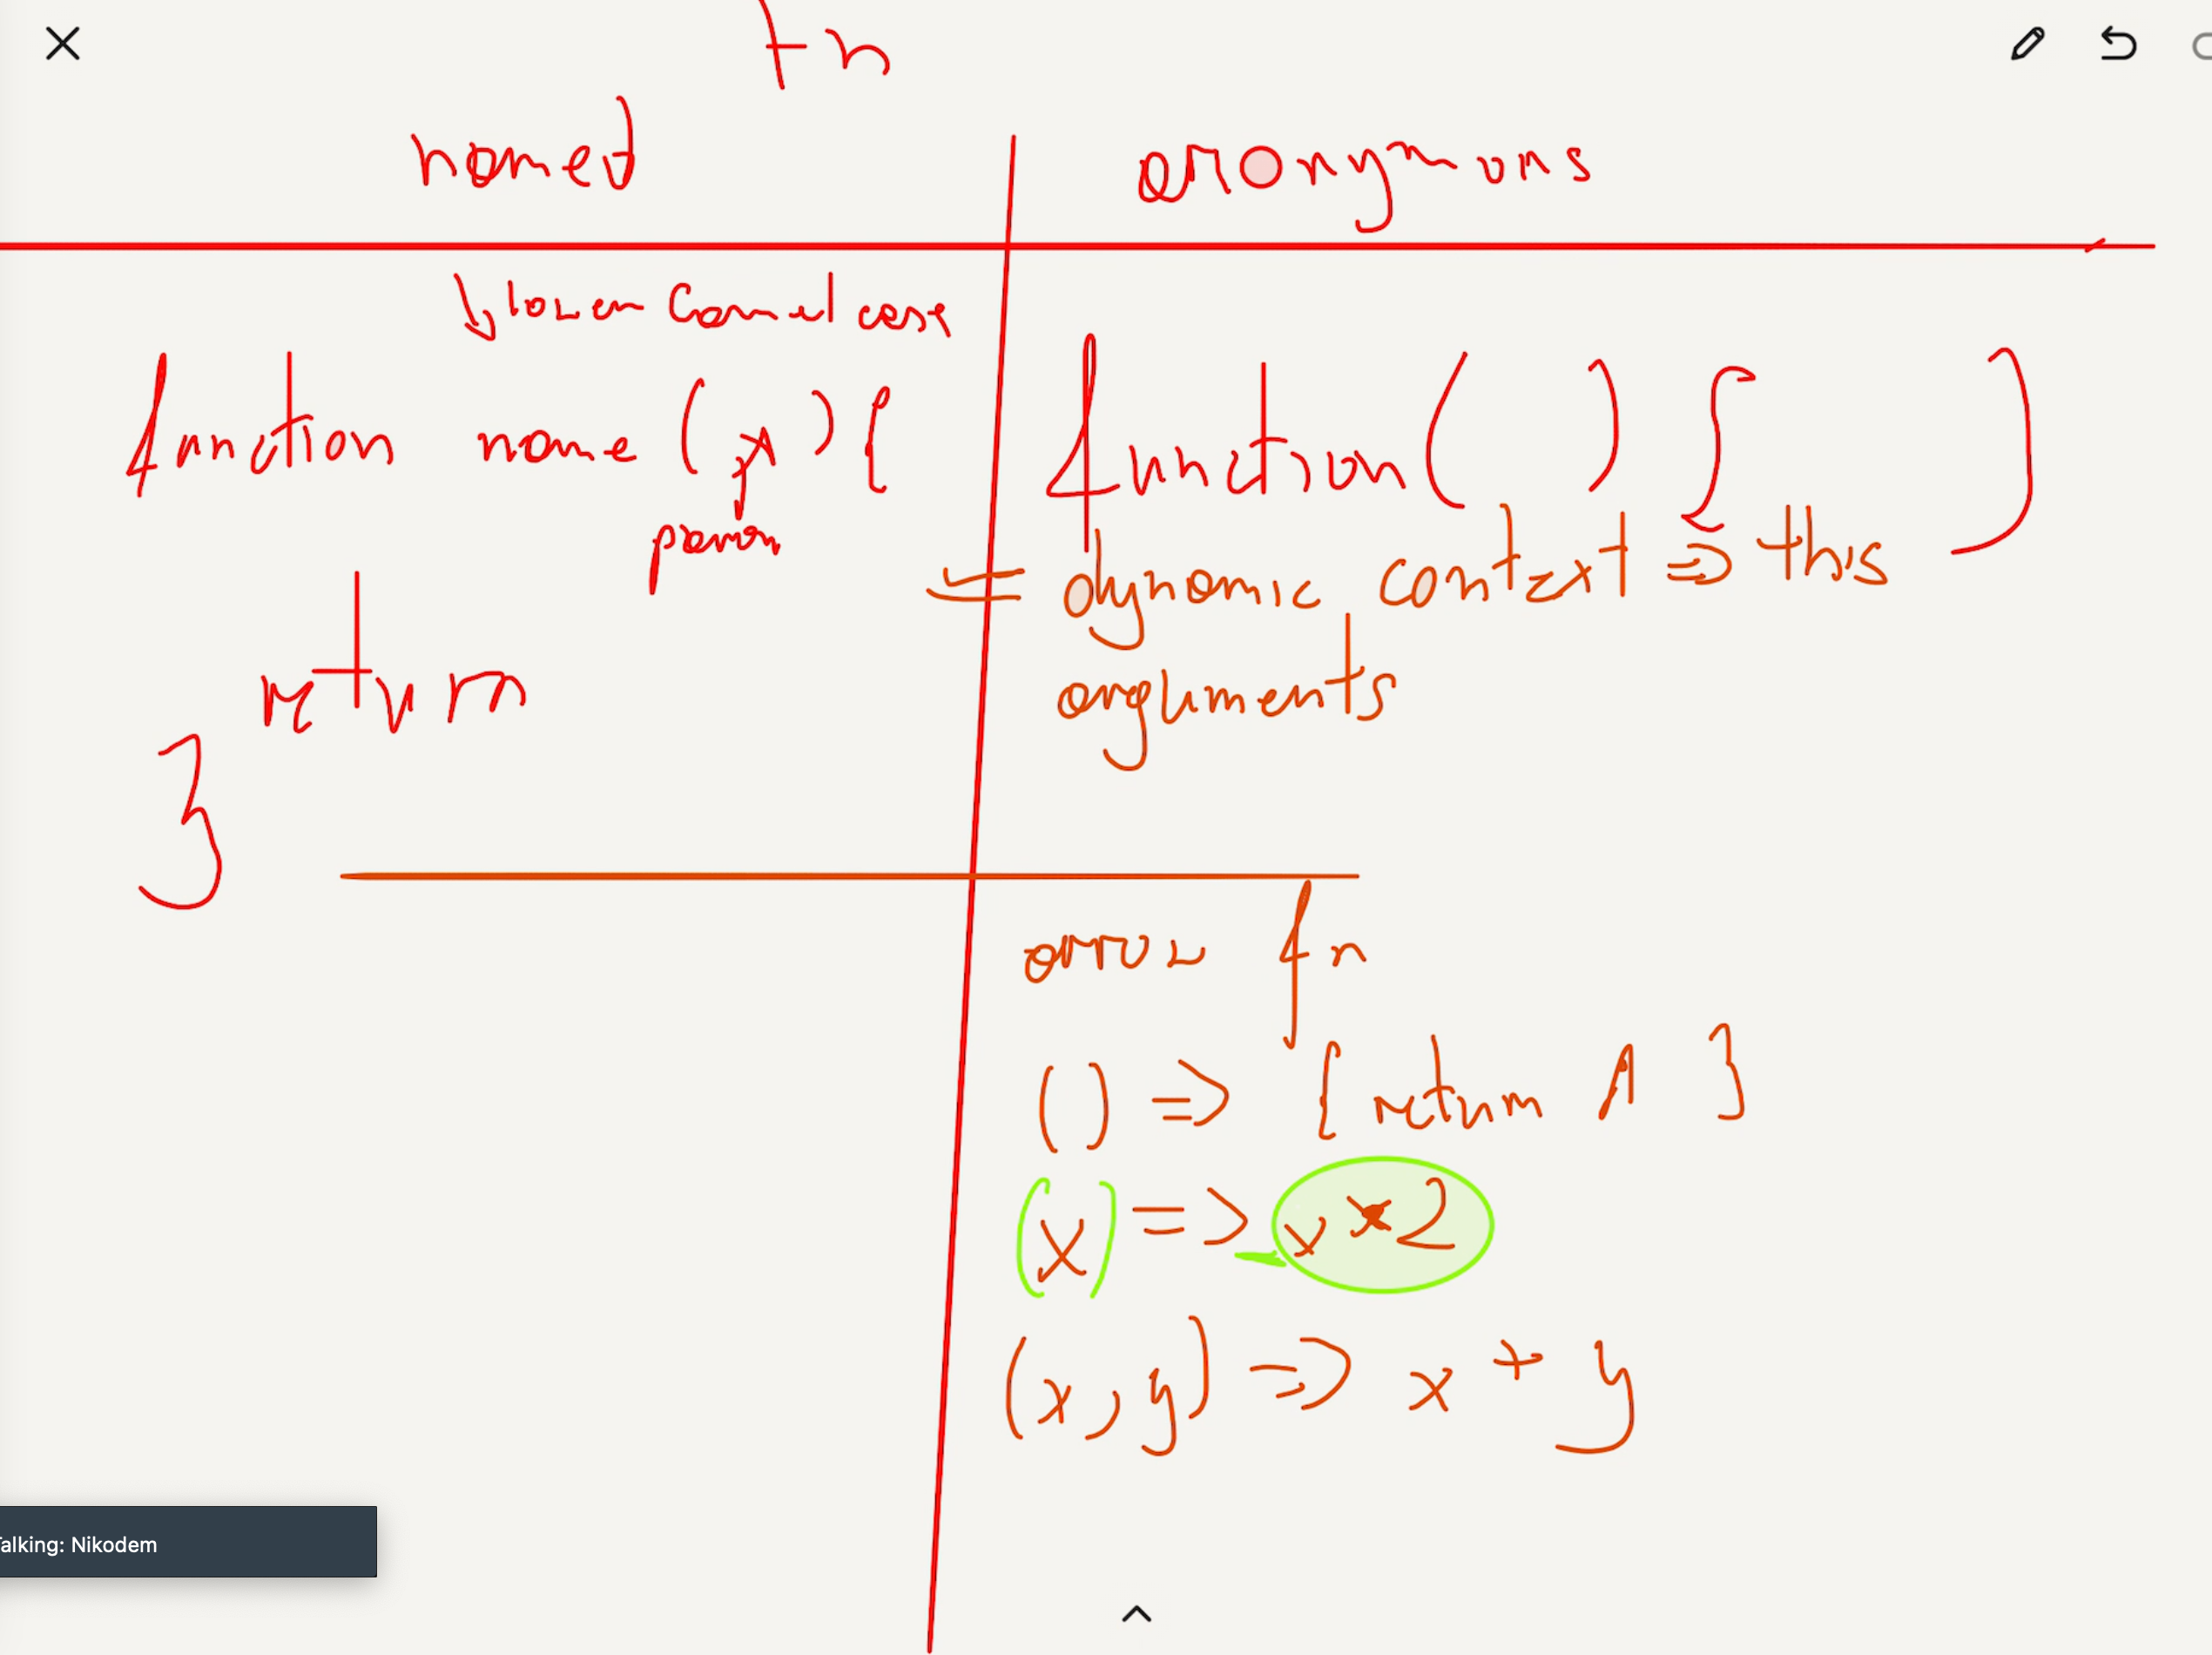 fn
named
anonymous
lower Camel case
function name ( ) {
param
return
}
function( ) { }
dynamic context => this
arguments
arrow fn
() => { return A }
(x) => x*2
(x,y) => x + y
alking: Nikodem